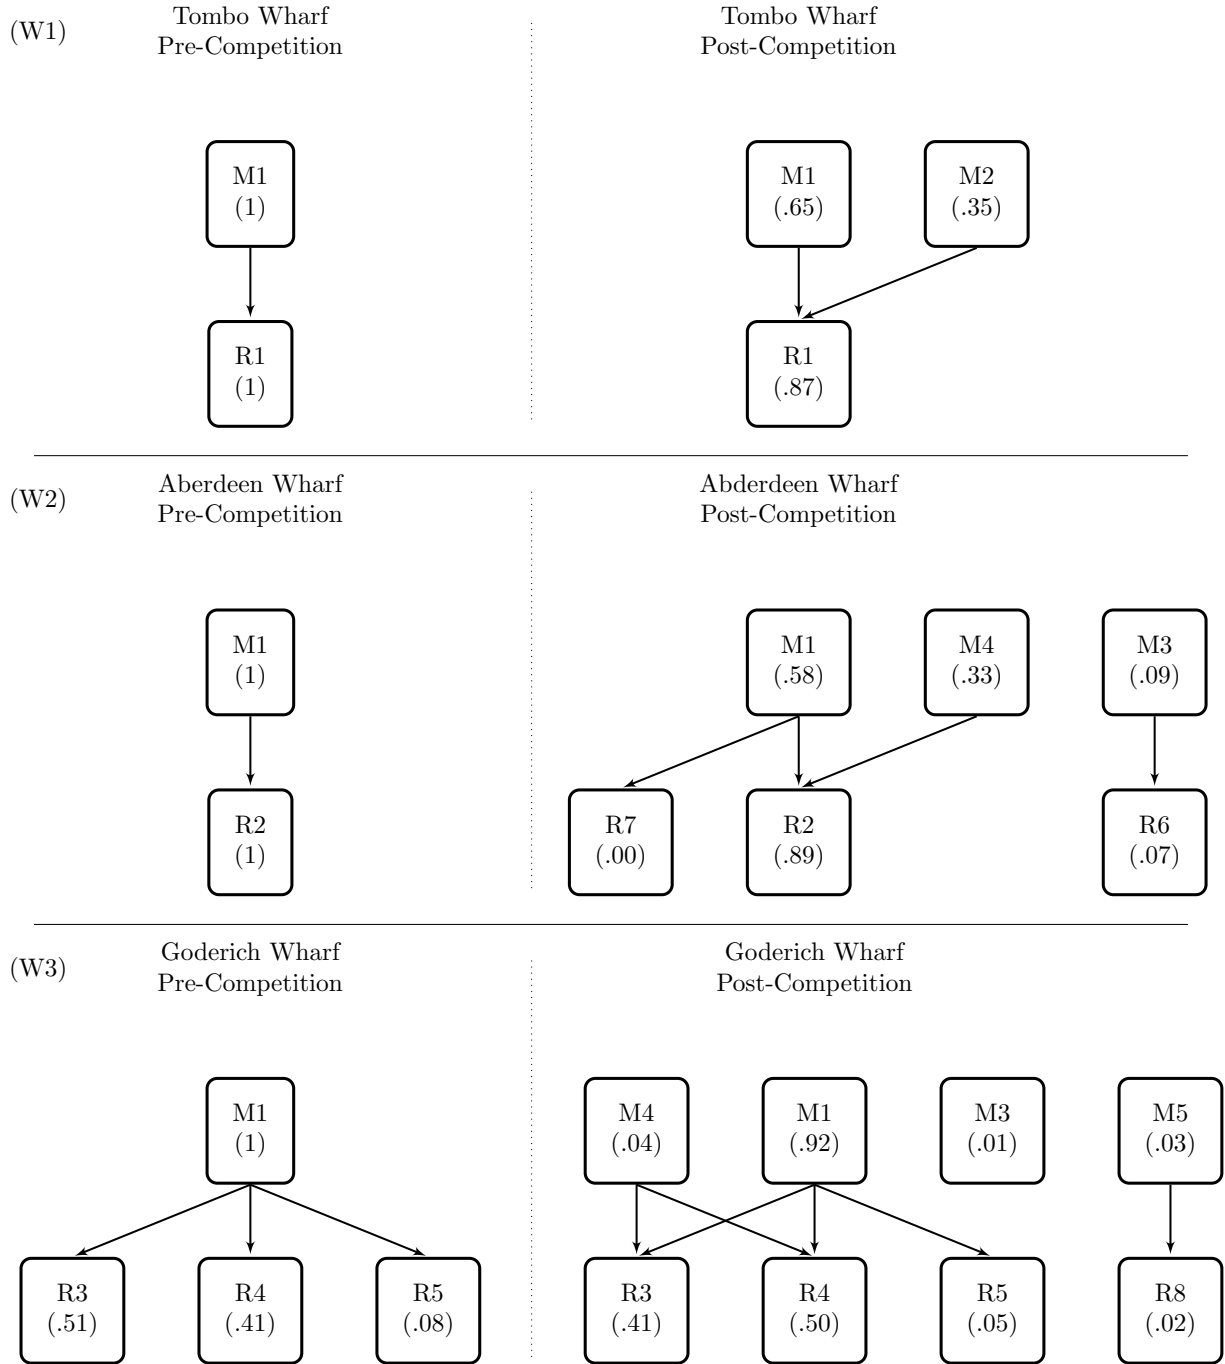 (W1)
Tombo Wharf
Pre-Competition
Tombo Wharf
Post-Competition
M1
(1)
R1
(1)
M1
(.65)
M2
(.35)
R1
(.87)
(W2)
Aberdeen Wharf
Pre-Competition
Abderdeen Wharf
Post-Competition
M1
(1)
R2
(1)
M1
(.58)
M4
(.33)
M3
(.09)
R7
(.00)
R2
(.89)
R6
(.07)
(W3)
Goderich Wharf
Pre-Competition
Goderich Wharf
Post-Competition
M1
(1)
R3
(.51)
R4
(.41)
R5
(.08)
M4
(.04)
M1
(.92)
M3
(.01)
M5
(.03)
R3
(.41)
R4
(.50)
R5
(.05)
R8
(.02)